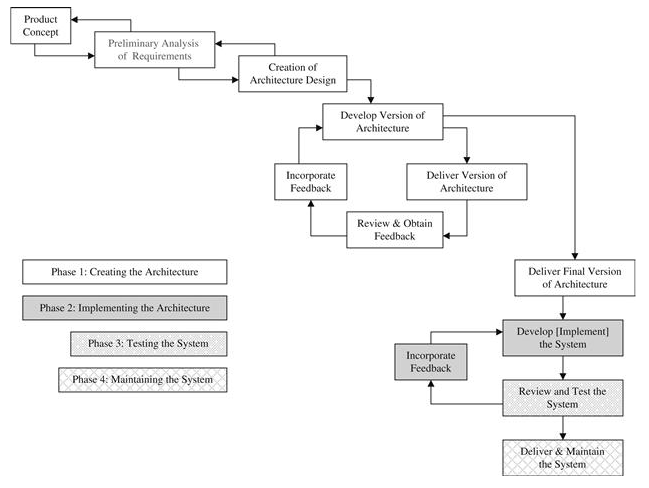 Product
Concept
Preliminary Analysis
of Requirements
Creation of
Architecture Design
Develop Version of
Architecture
Incorporate
Feedback
Deliver Version of
Architecture
Review & Obtain
Feedback
Phase 1: Creating the Architecture
Phase 2: Implementing the Architecture
Phase 3: Testing the System
Phase 4: Maintaining the System
Deliver Final Version
of Architecture
Develop [Implement]
the System
Incorporate
Feedback
Review and Test the
System
Deliver & Maintain
the System